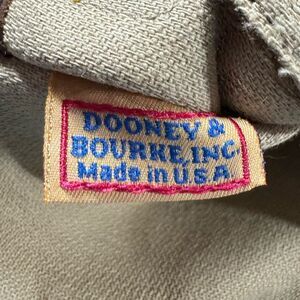 DOONEY &
BOURKE, INC.
Made in U S A